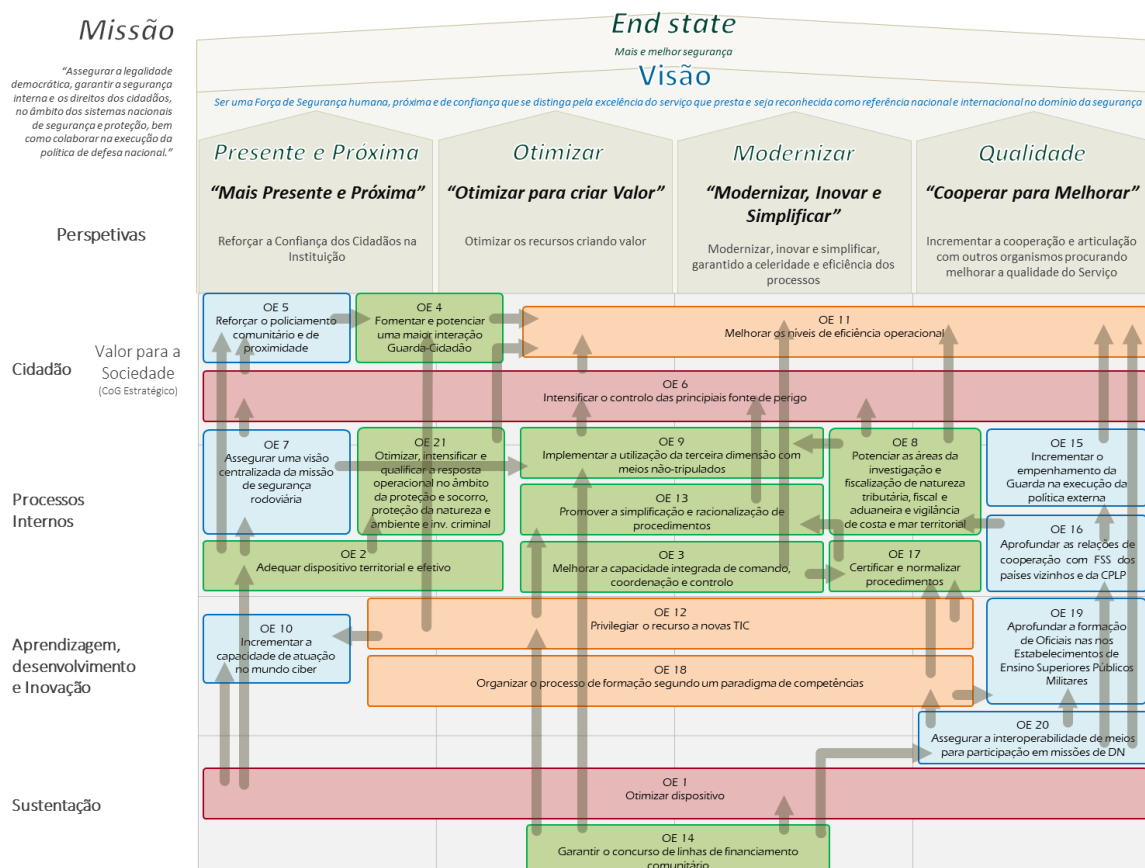 Missão
“Assegurar a legalidade
democrática, garantir a segurança
interna e os direitos dos cidadãos,
no âmbito dos sistemas nacionais
de segurança e proteção, bem
como colaborar na execução da
política de defesa nacional.”
End state
Mais e melhor segurança
Visão
Ser uma Força de Segurança humana, próxima e de confiança que se distinga pela excelência do serviço que presta e seja reconhecida como referência nacional e internacional no domínio da segurança
Presente e Próxima
Otimizar
Modernizar
Qualidade
Perspetivas
“Mais Presente e Próxima”
Reforçar a Confiança dos Cidadãos na
Instituição
“Otimizar para criar Valor”
Otimizar os recursos criando valor
“Modernizar, Inovar e
Simplificar”
Modernizar, inovar e simplificar,
garantido a celeridade e eficiência dos
processos
“Cooperar para Melhorar”
Incrementar a cooperação e articulação
com outros organismos procurando
melhorar a qualidade do Serviço
Cidadão
Valor para a
Sociedade
(CoG Estratégico)
OE 5
Reforçar o policiamento
comunitário e de
proximidade
OE 4
Fomentar e potenciar
uma maior interação
Guarda-Cidadão
OE 11
Melhorar os níveis de eficiência operacional
OE 6
Intensificar o controlo das principais fonte de perigo
Processos
Internos
OE 7
Assegurar uma visão
centralizada da missão
de segurança
rodoviária
OE 21
Otimizar, intensificar e
qualificar a resposta
operacional no âmbito
da proteção e socorro,
proteção da natureza e
ambiente e inv. criminal
OE 9
Implementar a utilização da terceira dimensão com
meios não-tripulados
OE 13
Promover a simplificação e racionalização de
procedimentos
OE 8
Potenciar as áreas da
investigação e
fiscalização de natureza
tributária, fiscal e
aduaneira e vigilância
de costa e mar territorial
OE 15
Incrementar o
empenhamento da
Guarda na execução da
política externa
OE 2
Adequar dispositivo territorial e efetivo
OE 3
Melhorar a capacidade integrada de comando,
coordenação e controlo
OE 17
Certificar e normalizar
procedimentos
OE 16
Aprofundar as relações de
cooperação com FSS dos
países vizinhos e da CPLP
Aprendizagem,
desenvolvimento
e Inovação
OE 10
Incrementar a
capacidade de atuação
no mundo ciber
OE 12
Privilegiar o recurso a novas TIC
OE 18
Organizar o processo de formação segundo um paradigma de competências
OE 19
Aprofundar a formação
de Oficiais nas nos
Estabelecimentos de
Ensino Superiores Públicos
Militares
OE 20
Assegurar a interoperabilidade de meios
para participação em missões de DN
Sustentação
OE 1
Otimizar dispositivo
OE 14
Garantir o concurso de linhas de financiamento
comunitário